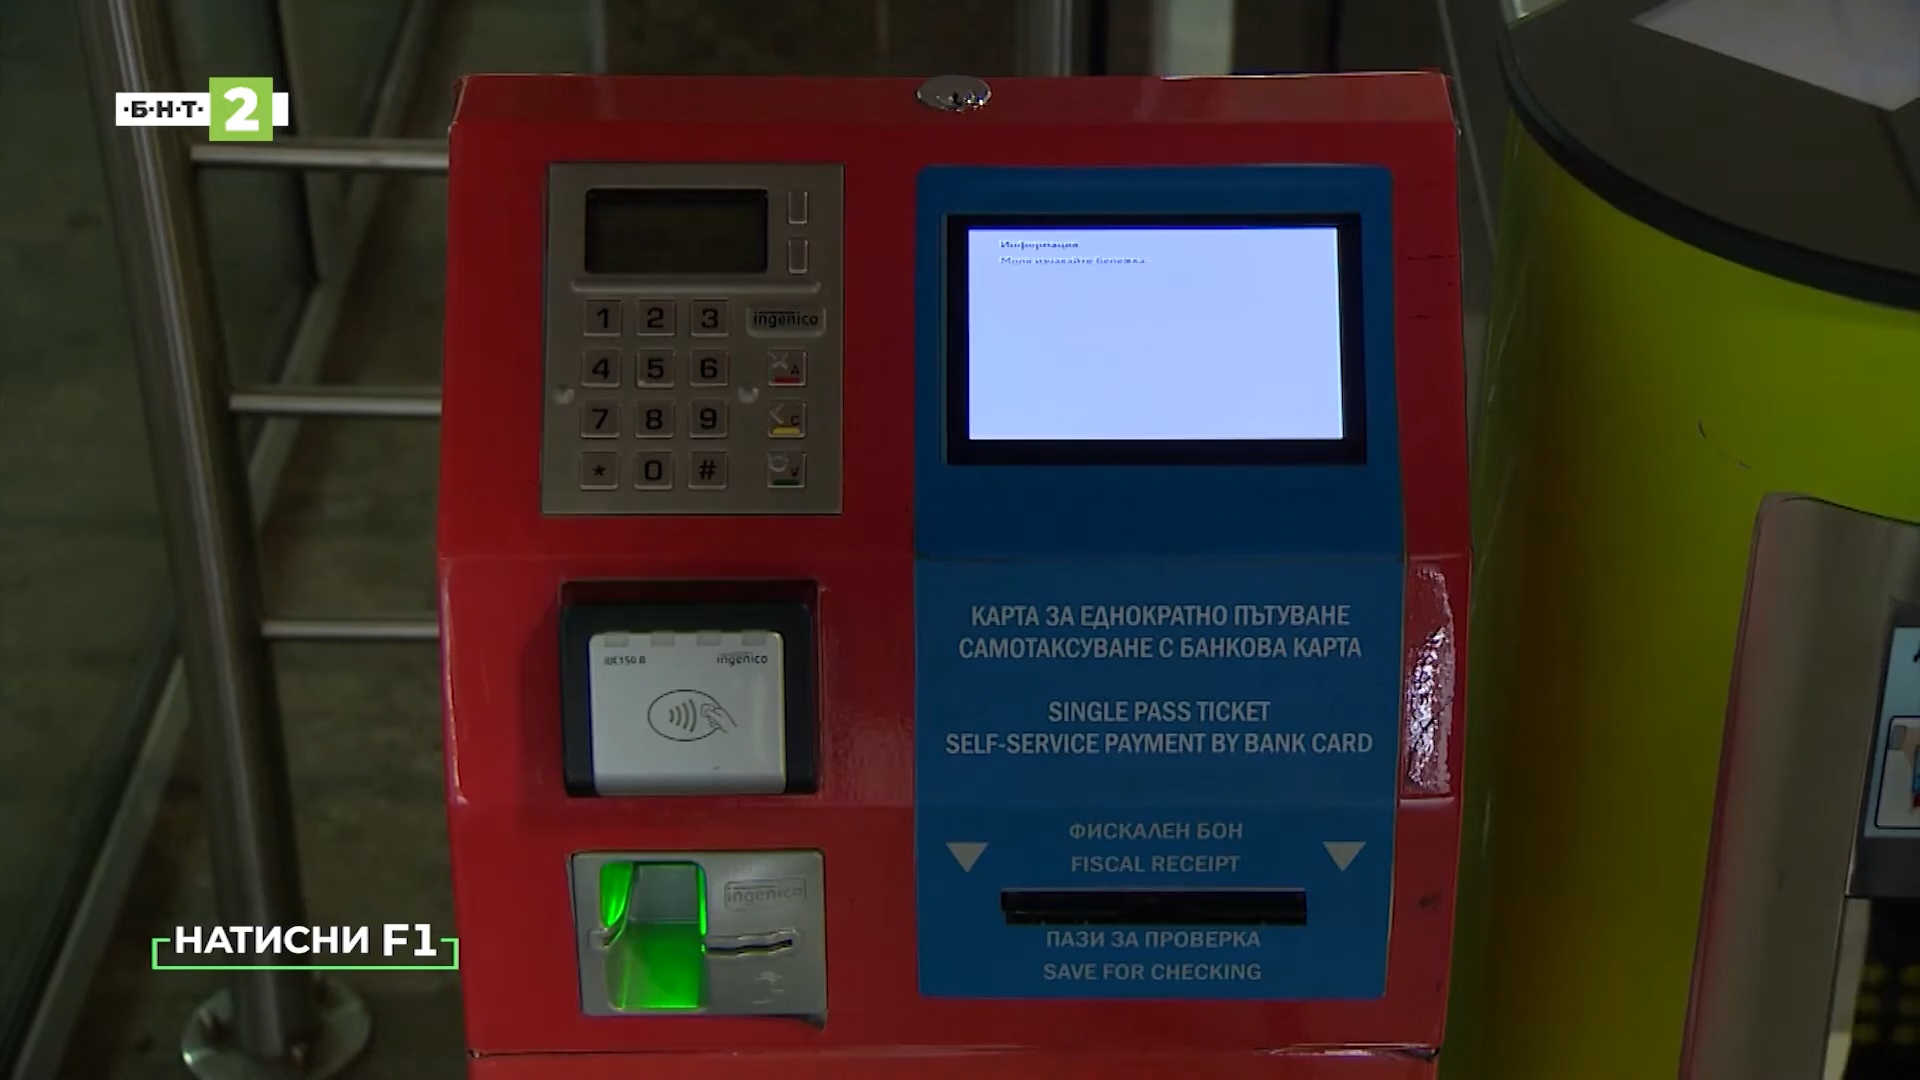 ·Б·Н·Т· 2
Информация
Моля изчакайте бележка...
1 2 3 ingenico
4 5 6 A
7 8 9 C
* 0 # V
iUC150B ingenico
КАРТА ЗА ЕДНОКРАТНО ПЪТУВАНЕ
САМОТАКСУВАНЕ С БАНКОВА КАРТА
SINGLE PASS TICKET
SELF-SERVICE PAYMENT BY BANK CARD
ФИСКАЛЕН БОН
FISCAL RECEIPT
ingenico
ПАЗИ ЗА ПРОВЕРКА
SAVE FOR CHECKING
НАТИСНИ F1